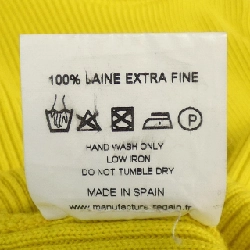 100% LAINE EXTRA FINE
HAND WASH ONLY
LOW IRON
DO NOT TUMBLE DRY
MADE IN SPAIN
www.manufacture.regain.fr